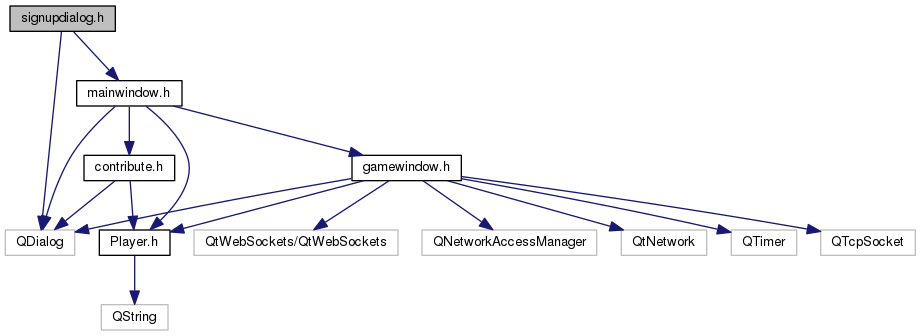 signupdialog.h
mainwindow.h
contribute.h
gamewindow.h
QDialog
Player.h
QtWebSockets/QtWebSockets
QNetworkAccessManager
QtNetwork
QTimer
QTcpSocket
QString